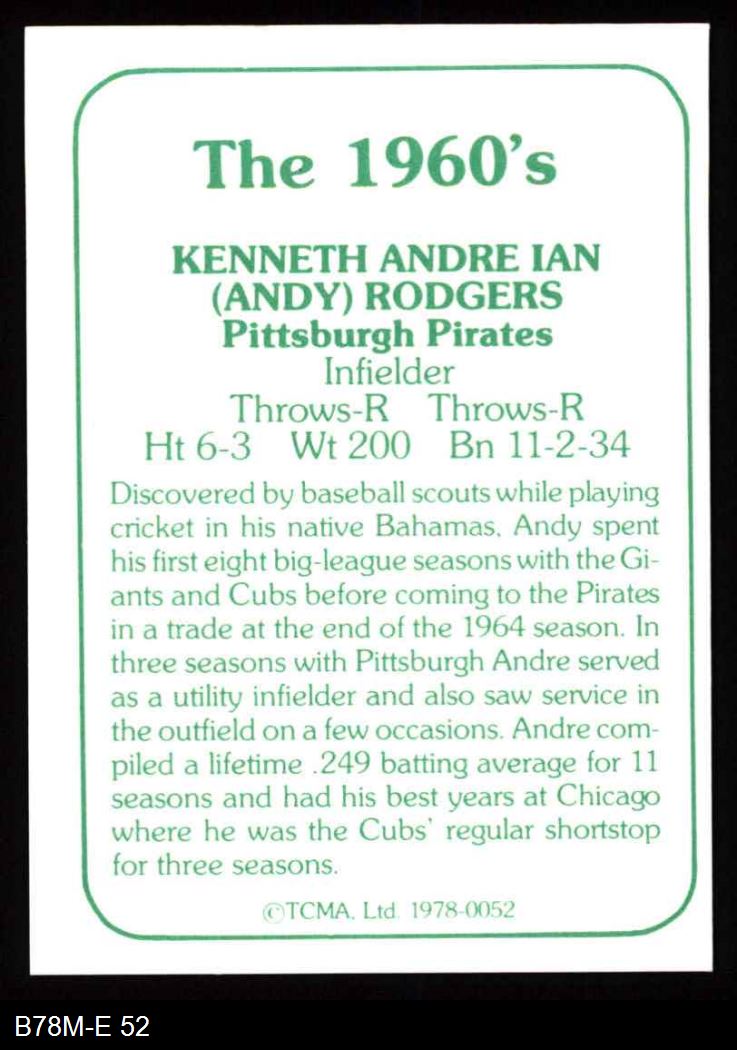 The 1960's
KENNETH ANDRE IAN
(ANDY) RODGERS
Pittsburgh Pirates
Infielder
Throws-R Throws-R
Ht 6-3 Wt 200 Bn 11-2-34
Discovered by baseball scouts while playing
cricket in his native Bahamas, Andy spent
his first eight big-league seasons with the Gi-
ants and Cubs before coming to the Pirates
in a trade at the end of the 1964 season. In
three seasons with Pittsburgh Andre served
as a utility infielder and also saw service in
the outfield on a few occasions. Andre com-
piled a lifetime .249 batting average for 11
seasons and had his best years at Chicago
where he was the Cubs' regular shortstop
for three seasons.
©TCMA, Ltd. 1978-0052
B78M-E 52